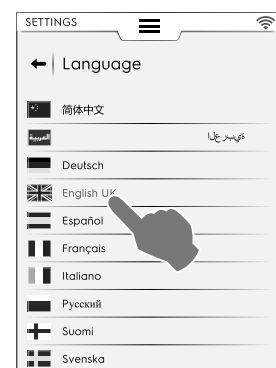 SETTINGS
Language
简体中文
العربية
Deutsch
English UK
Español
Français
Italiano
Русский
Suomi
Svenska